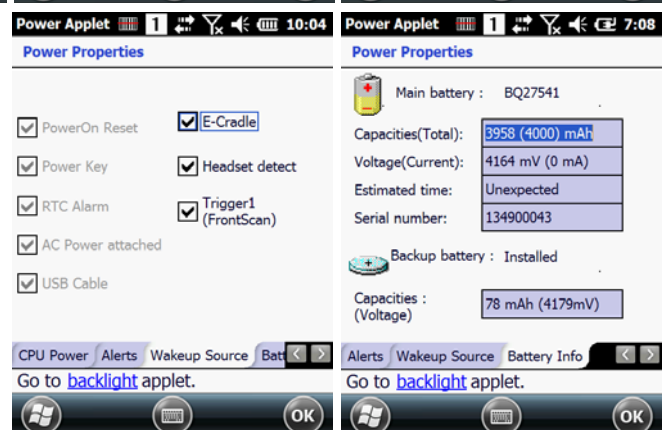 Power Applet 1 10:04
Power Properties
PowerOn Reset
E-Cradle
Power Key
Headset detect
RTC Alarm
Trigger1
(FrontScan)
AC Power attached
USB Cable
CPU Power Alerts Wakeup Source Batt
Go to backlight applet.
OK
Power Applet 1 7:08
Power Properties
Main battery : BQ27541
Capacities(Total): 3958 (4000) mAh
Voltage(Current): 4164 mV (0 mA)
Estimated time: Unexpected
Serial number: 134900043
Backup battery : Installed
Capacities : 78 mAh (4179mV)
(Voltage)
Alerts Wakeup Source Battery Info
Go to backlight applet.
OK